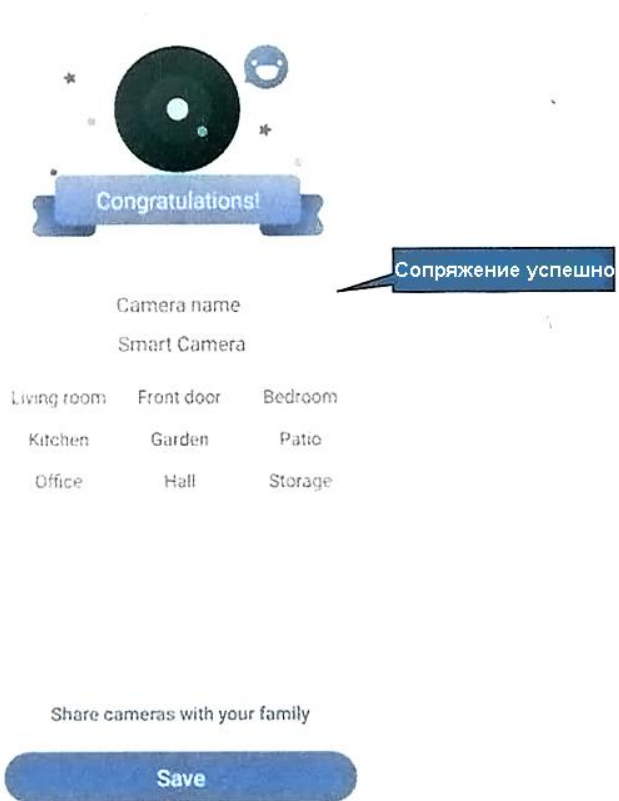 Congratulations!
Сопряжение успешно
Camera name
Smart Camera
Living room Front door Bedroom
Kitchen Garden Patio
Office Hall Storage
Share cameras with your family
Save